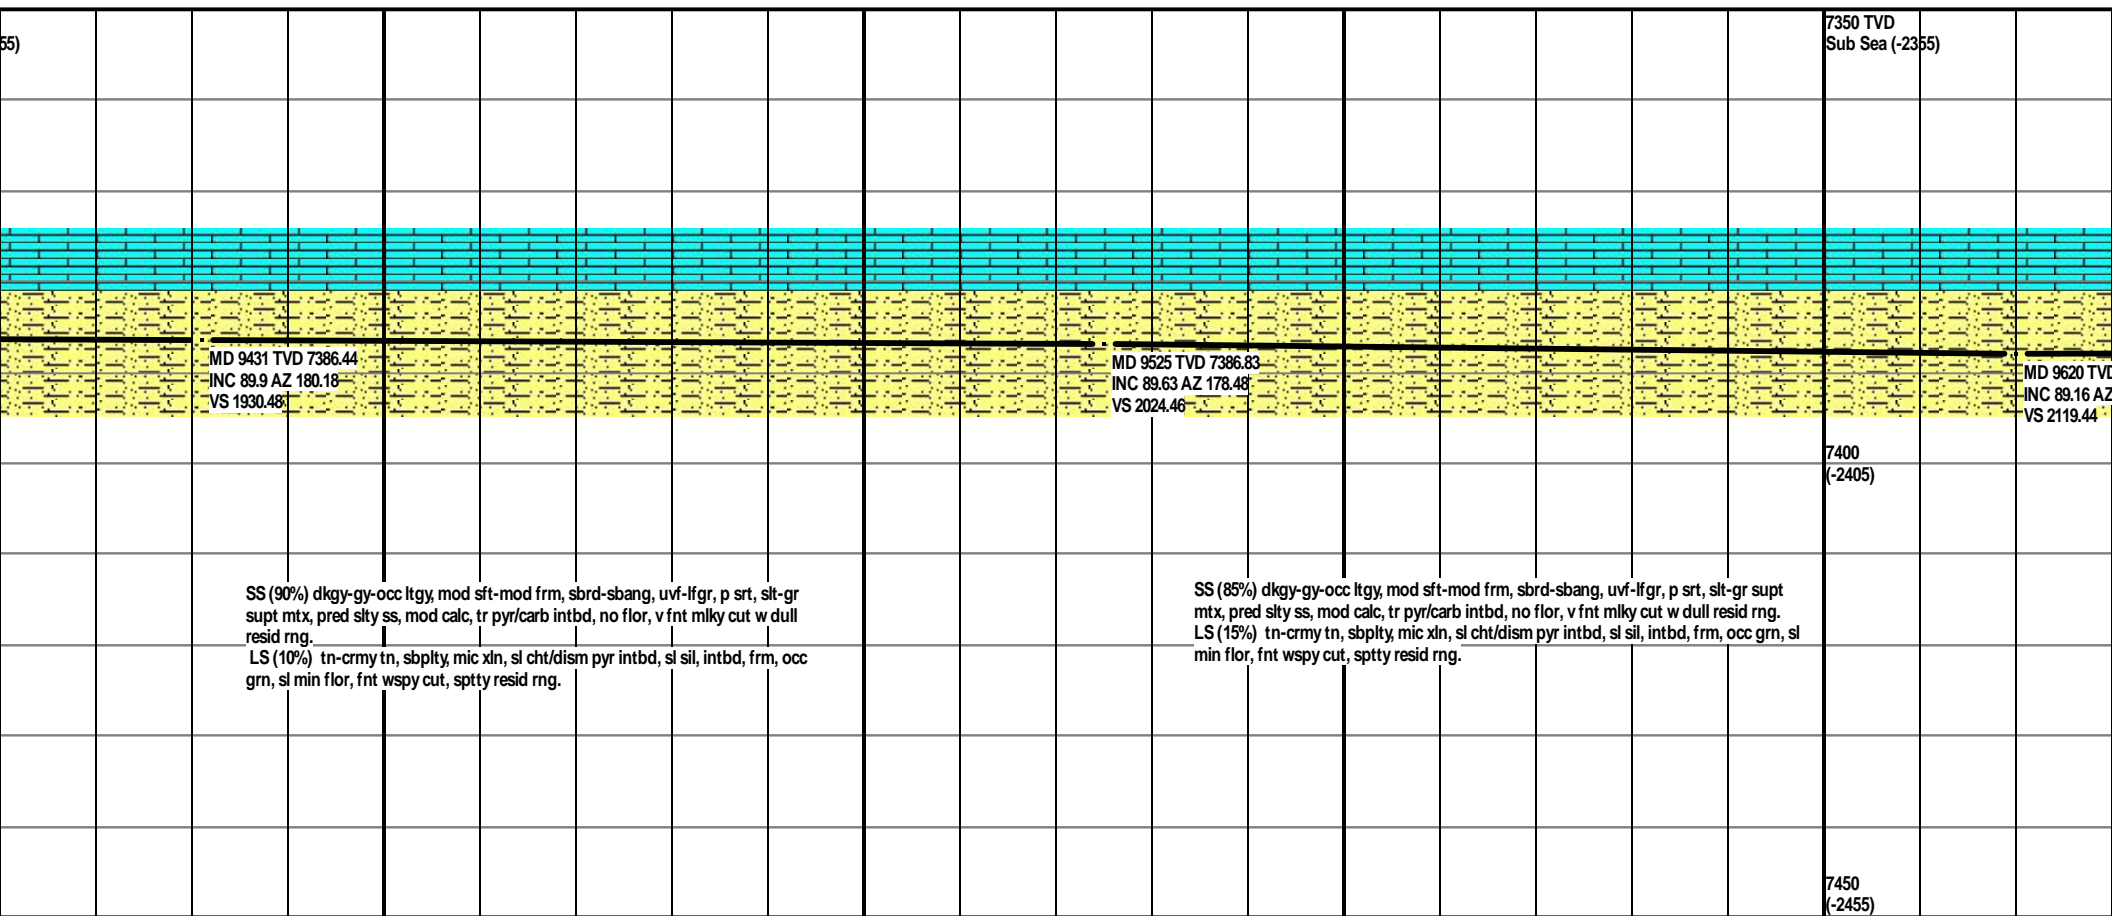 55)
7350 TVD
Sub Sea (-2355)
MD 9431 TVD 7386.44
INC 89.9 AZ 180.18
VS 1930.48
MD 9525 TVD 7386.83
INC 89.63 AZ 178.48
VS 2024.46
MD 9620 TVD
INC 89.16 AZ
VS 2119.44
7400
(-2405)
SS (90%) dkgy-gy-occ ltgy, mod sft-mod frm, sbrd-sbang, uvf-lfgr, p srt, slt-gr
supt mtx, pred slty ss, mod calc, tr pyr/carb intbd, no flor, v fnt mlky cut w dull
resid rng.
LS (10%) tn-crmy tn, sbplty, mic xln, sl cht/dism pyr intbd, sl sil, intbd, frm, occ
grn, sl min flor, fnt wspy cut, sptty resid rng.
SS (85%) dkgy-gy-occ ltgy, mod sft-mod frm, sbrd-sbang, uvf-lfgr, p srt, slt-gr supt
mtx, pred slty ss, mod calc, tr pyr/carb intbd, no flor, v fnt mlky cut w dull resid rng.
LS (15%) tn-crmy tn, sbplty, mic xln, sl cht/dism pyr intbd, sl sil, intbd, frm, occ grn, sl
min flor, fnt wspy cut, sptty resid rng.
7450
(-2455)